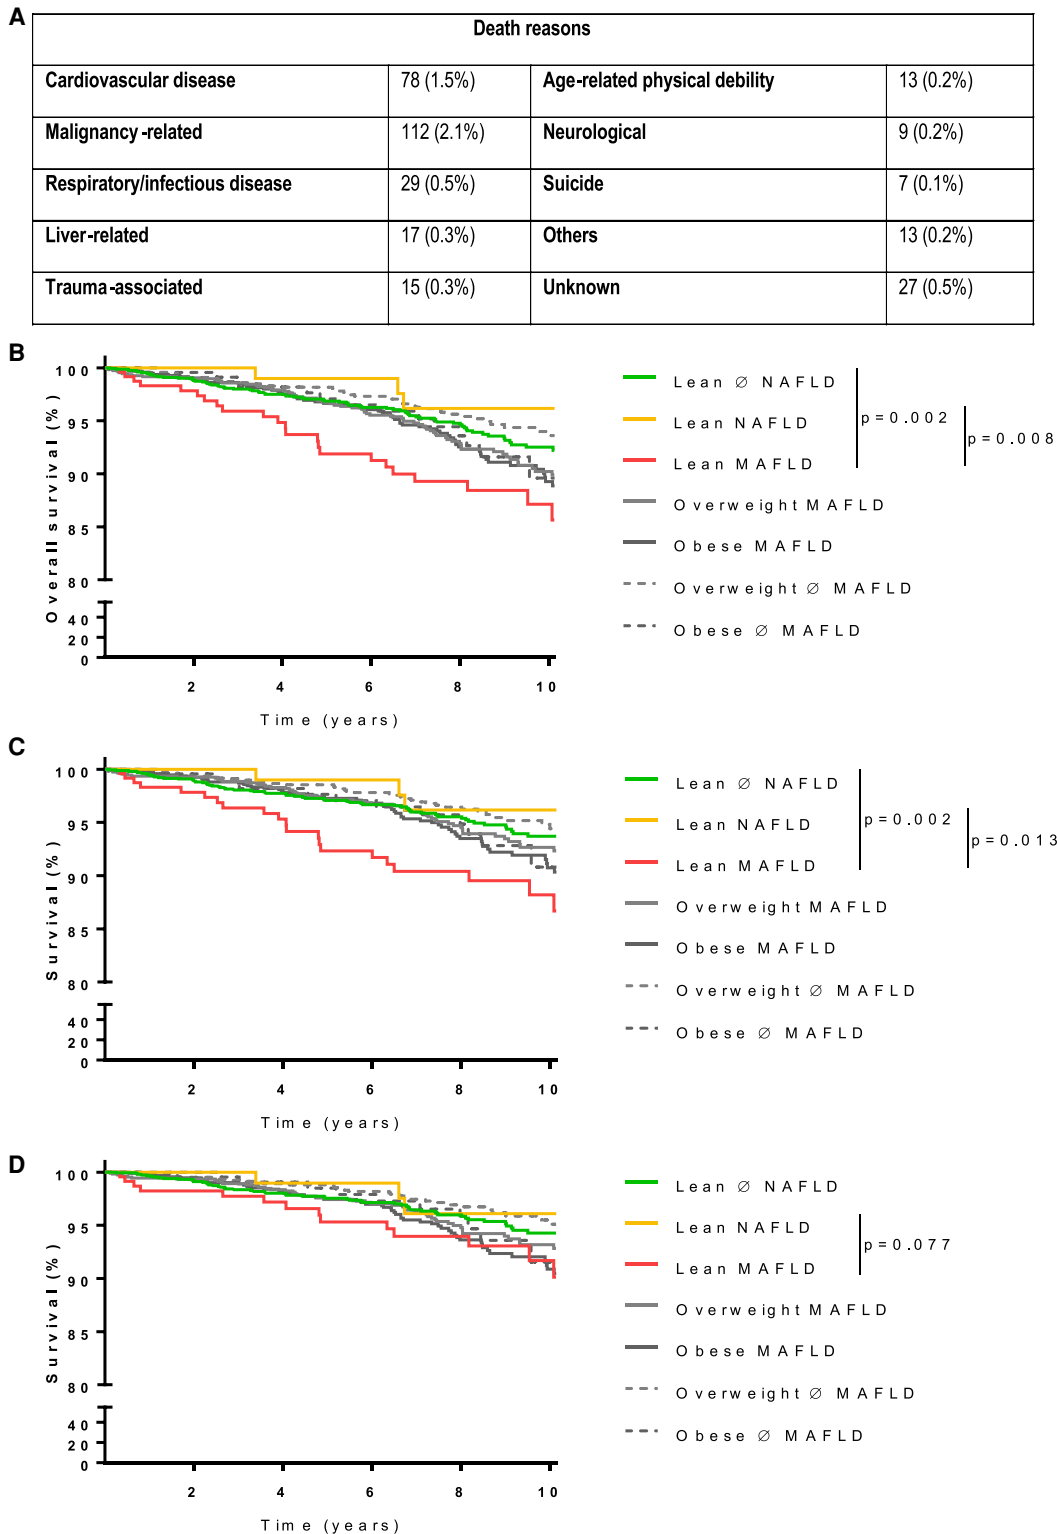 A
Death reasons
Cardiovascular disease 78 (1.5%) Age-related physical debility 13 (0.2%)
Malignancy-related 112 (2.1%) Neurological 9 (0.2%)
Respiratory/infectious disease 29 (0.5%) Suicide 7 (0.1%)
Liver-related 17 (0.3%) Others 13 (0.2%)
Trauma-associated 15 (0.3%) Unknown 27 (0.5%)
B
Overall survival (%)
100
95
90
85
80
40
20
0
2 4 6 8 10
Time (years)
Lean ∅ NAFLD
Lean NAFLD
Lean MAFLD
Overweight MAFLD
Obese MAFLD
Overweight ∅ MAFLD
Obese ∅ MAFLD
p=0.002
p=0.008
C
Survival (%)
100
95
90
85
80
40
20
0
2 4 6 8 10
Time (years)
Lean ∅ NAFLD
Lean NAFLD
Lean MAFLD
Overweight MAFLD
Obese MAFLD
Overweight ∅ MAFLD
Obese ∅ MAFLD
p=0.002
p=0.013
D
Survival (%)
100
95
90
85
80
40
20
0
2 4 6 8 10
Time (years)
Lean ∅ NAFLD
Lean NAFLD
Lean MAFLD
Overweight MAFLD
Obese MAFLD
Overweight ∅ MAFLD
Obese ∅ MAFLD
p=0.077